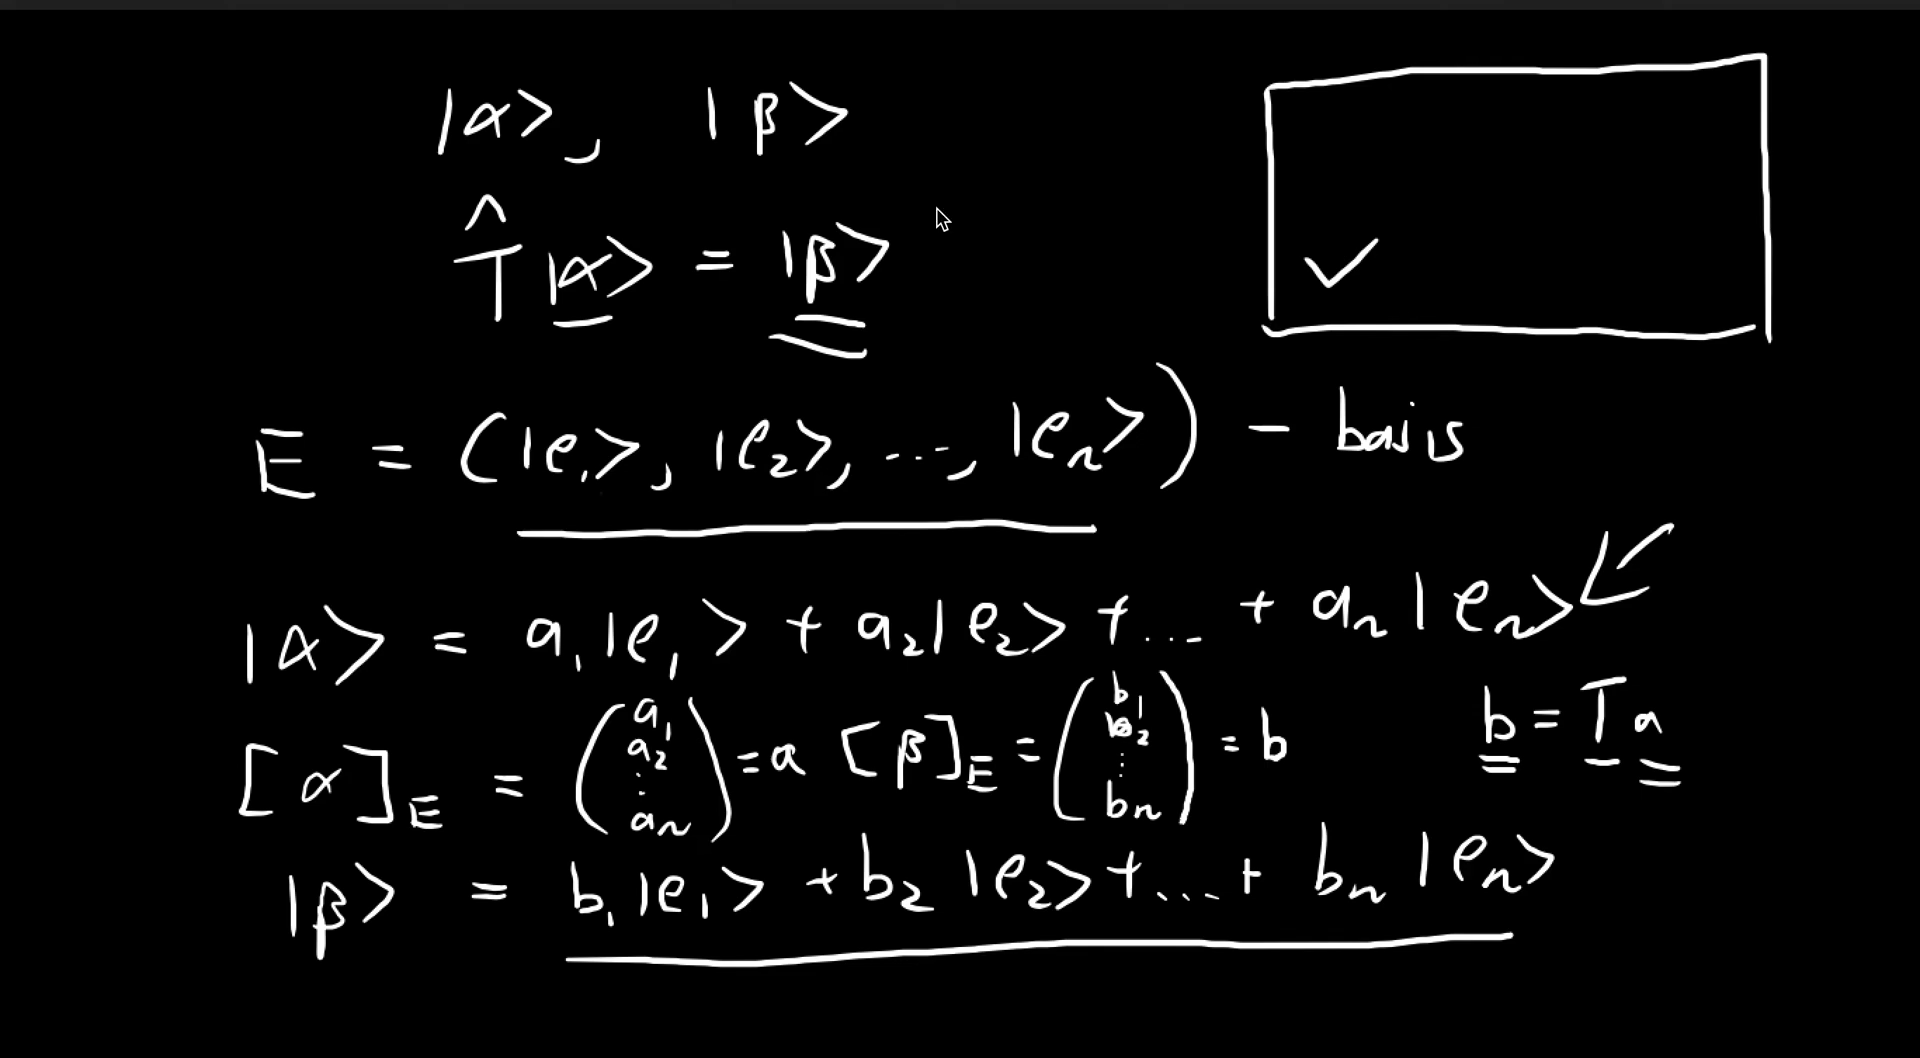 |α>, |β>
T̂|α> = |β>
E = (|e₁>, |e₂>, ..., |eₙ>) - basis
|α> = a₁|e₁> + a₂|e₂> + ... + aₙ|eₙ>
[α]_E = (a₁ a₂ ⋮ aₙ) = a [β]_E = (b₁ b₂ ⋮ bₙ) = b b = Ta
|β> = b₁|e₁> + b₂|e₂> + ... + bₙ|eₙ>